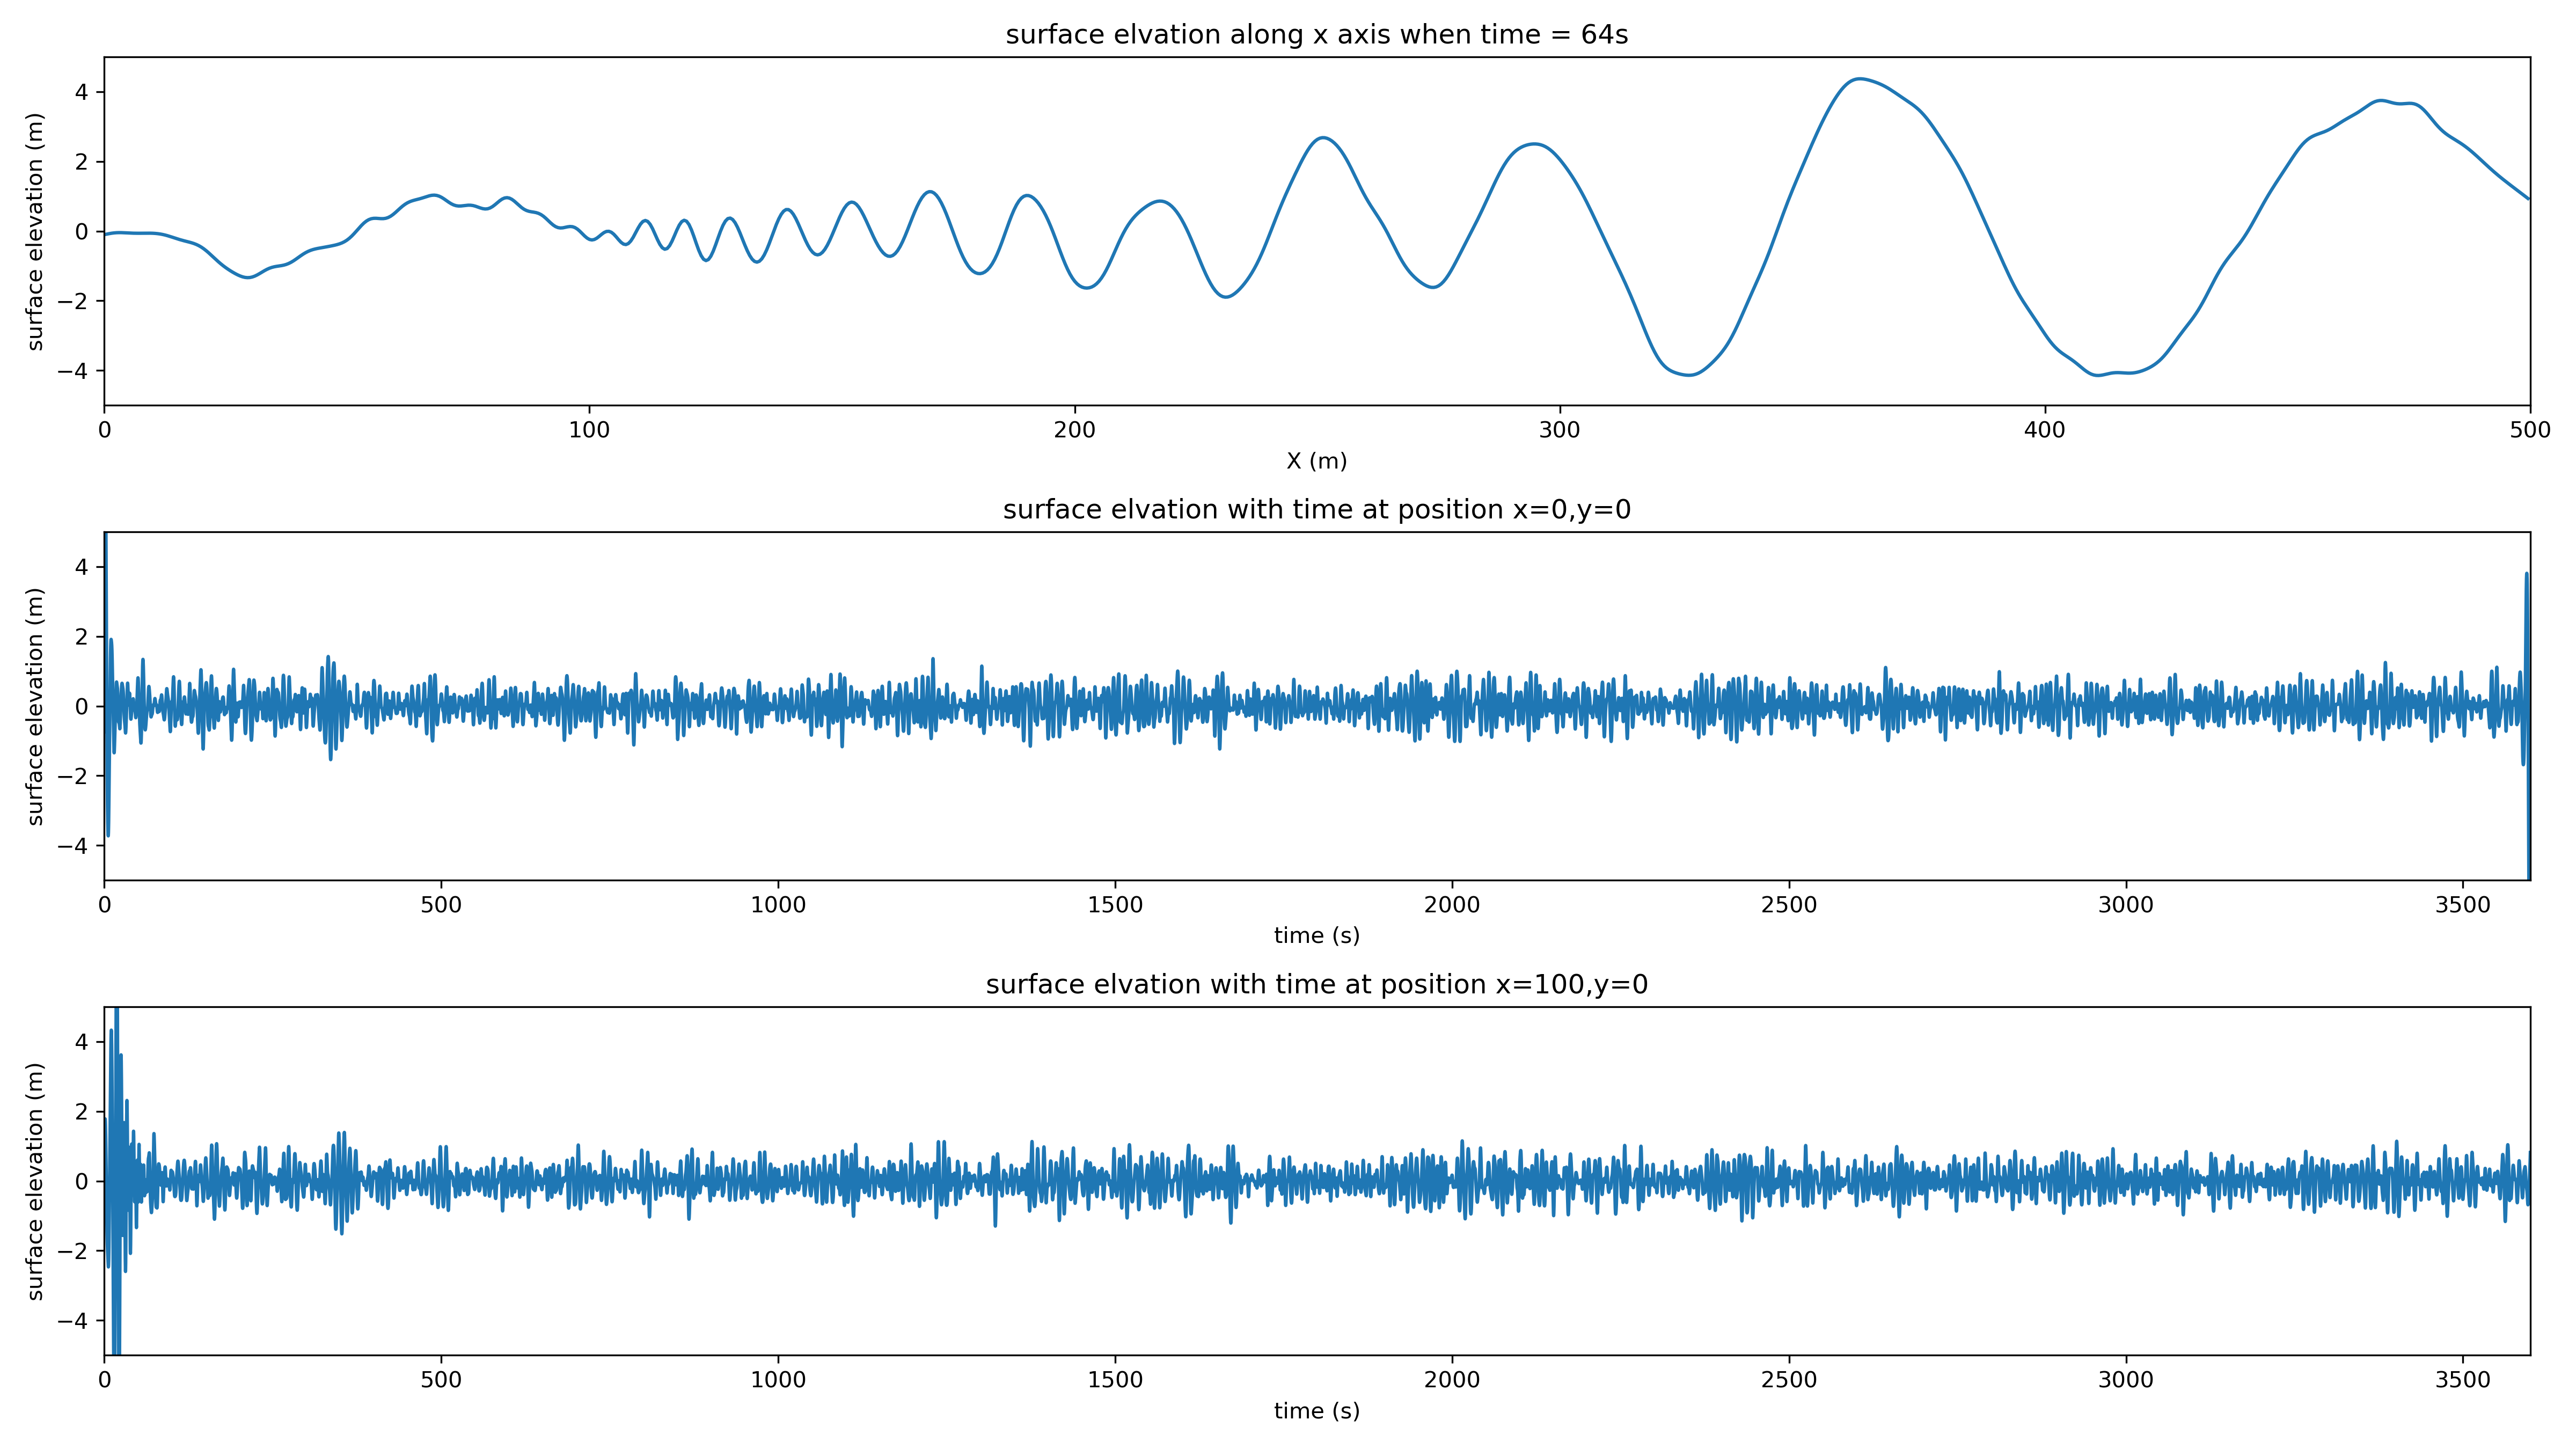 surface elvation along x axis when time = 64s
surface elevation (m)
4
2
0
−2
−4
0 100 200 300 400 500
X (m)
surface elvation with time at position x=0,y=0
surface elevation (m)
4
2
0
−2
−4
0 500 1000 1500 2000 2500 3000 3500
time (s)
surface elvation with time at position x=100,y=0
surface elevation (m)
4
2
0
−2
−4
0 500 1000 1500 2000 2500 3000 3500
time (s)